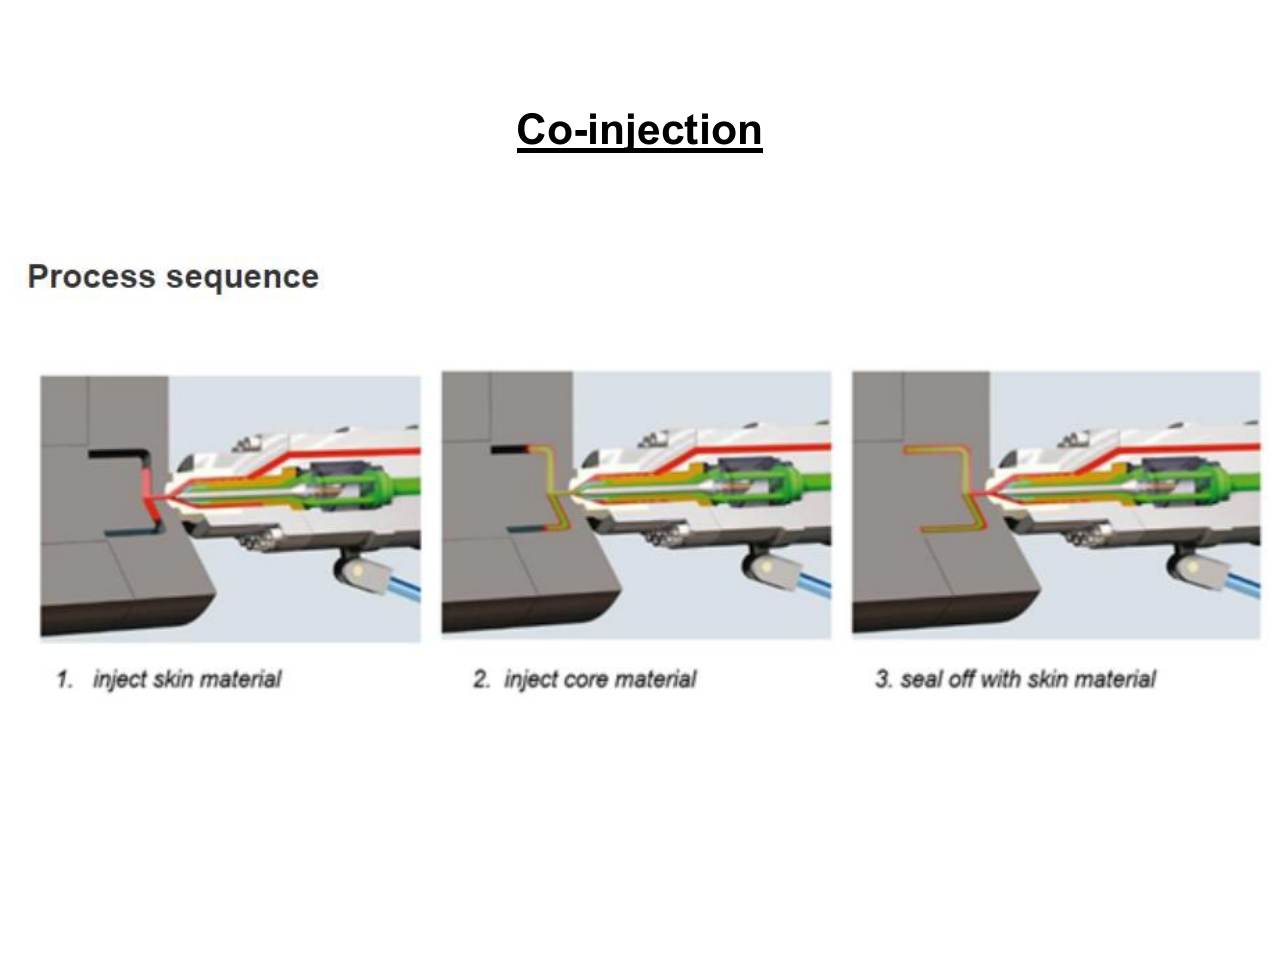 Co-injection
Process sequence
1. inject skin material
2. inject core material
3. seal off with skin material